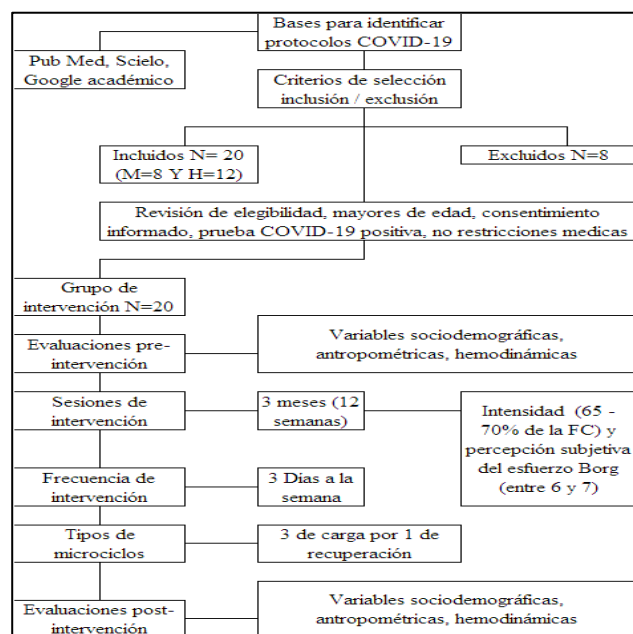 Bases para identificar
protocolos COVID-19
Pub Med, Scielo,
Google académico
Criterios de selección
inclusión / exclusión
Incluidos N= 20
(M=8 Y H=12)
Excluidos N=8
Revisión de elegibilidad, mayores de edad, consentimiento
informado, prueba COVID-19 positiva, no restricciones medicas
Grupo de
intervención N=20
Evaluaciones pre-
intervención
Variables sociodemográficas,
antropométricas, hemodinámicas
Sesiones de
intervención
3 meses (12
semanas)
Intensidad (65 -
70% de la FC) y
percepción subjetiva
del esfuerzo Borg
(entre 6 y 7)
Frecuencia de
intervención
3 Días a la
semana
Tipos de
microciclos
3 de carga por 1 de
recuperación
Evaluaciones post-
intervención
Variables sociodemográficas,
antropométricas, hemodinámicas